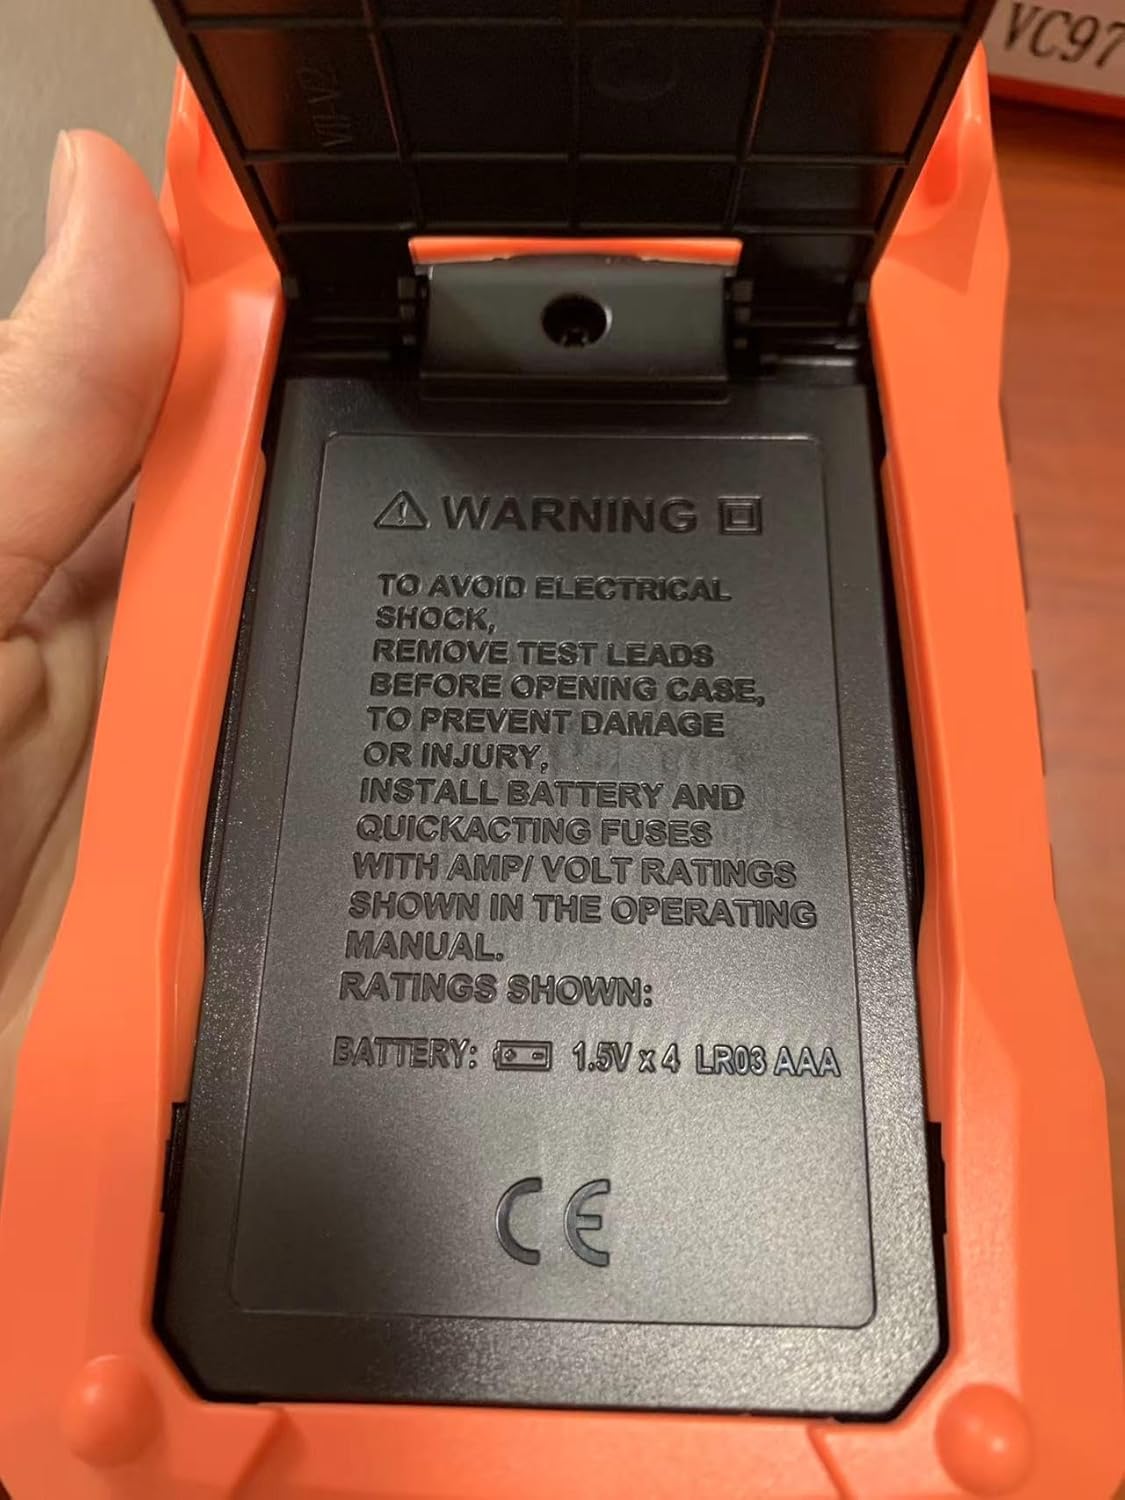 VC97
WARNING
TO AVOID ELECTRICAL
SHOCK,
REMOVE TEST LEADS
BEFORE OPENING CASE,
TO PREVENT DAMAGE
OR INJURY,
INSTALL BATTERY AND
QUICKACTING FUSES
WITH AMP/ VOLT RATINGS
SHOWN IN THE OPERATING
MANUAL.
RATINGS SHOWN:
BATTERY: 1.5V x 4 LR03 AAA
CE